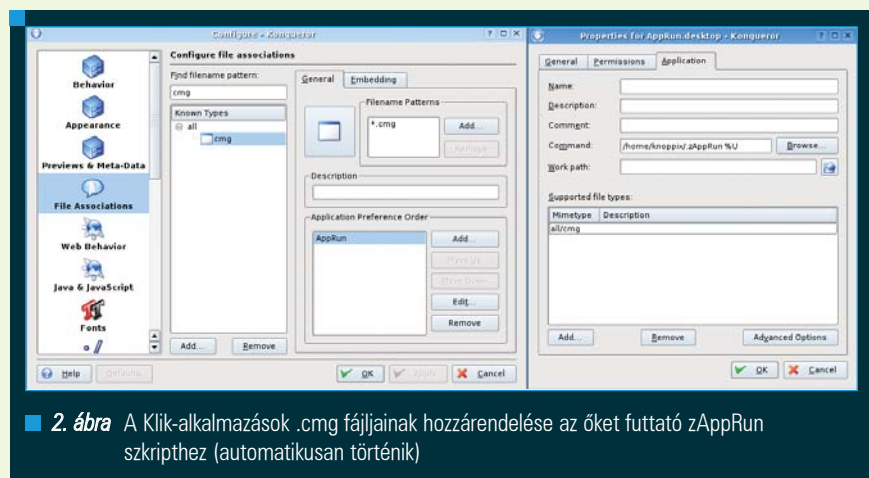 Configure - Konqueror
Configure file associations
Behavior
Appearance
Previews & Meta-Data
File Associations
Web Behavior
Java & JavaScript
Fonts
Find filename pattern:
cmg
Known Types
all
cmg
Add...
Remove
General
Embedding
Filename Patterns
*.cmg
Add...
Remove
Description
Application Preference Order
AppRun
Add...
Move Up
Move Down
Edit...
Remove
Help
Defaults
OK
Apply
Cancel
Properties for AppRun.desktop - Konqueror
General
Permissions
Application
Name:
Description:
Comment:
Command:
/home/knoppix/.zAppRun %U
Browse...
Work path:
Supported file types:
Mimetype
Description
all/cmg
Add...
Remove
Advanced Options
OK
Cancel
2. ábra A Klik-alkalmazások .cmg fájljainak hozzárendelése az őket futtató zAppRun
szkripthez (automatikusan történik)